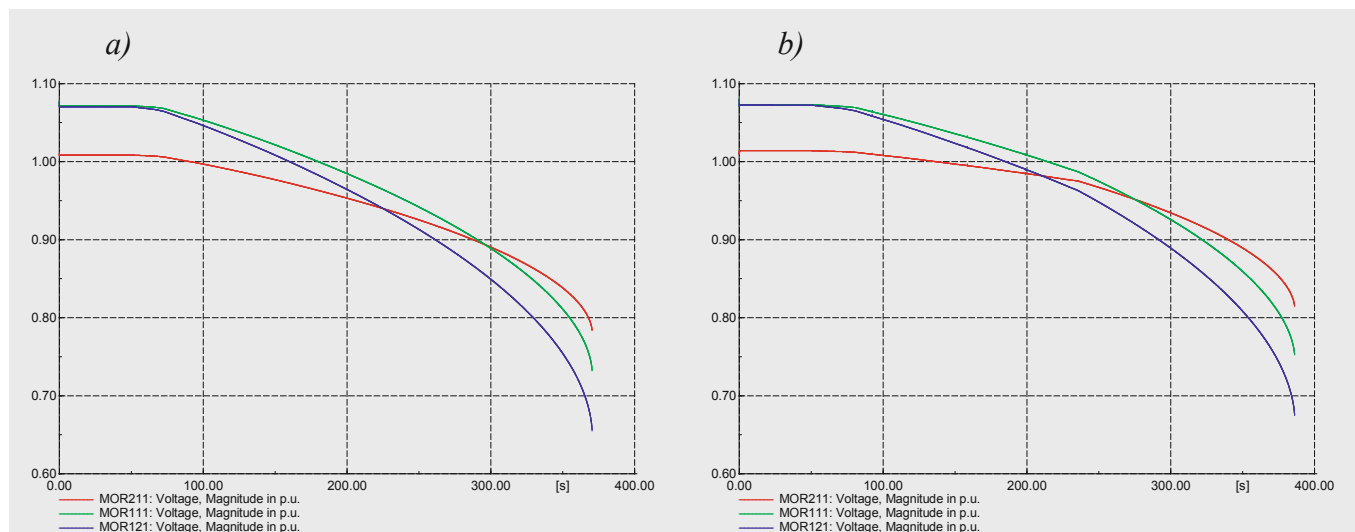 a)
1.10
1.00
0.90
0.80
0.70
0.60
0.00 100.00 200.00 300.00 [s] 400.00
MOR211: Voltage, Magnitude in p.u.
MOR111: Voltage, Magnitude in p.u.
MOR121: Voltage, Magnitude in p.u.
b)
1.10
1.00
0.90
0.80
0.70
0.60
0.00 100.00 200.00 300.00 [s] 400.00
MOR211: Voltage, Magnitude in p.u.
MOR111: Voltage, Magnitude in p.u.
MOR121: Voltage, Magnitude in p.u.